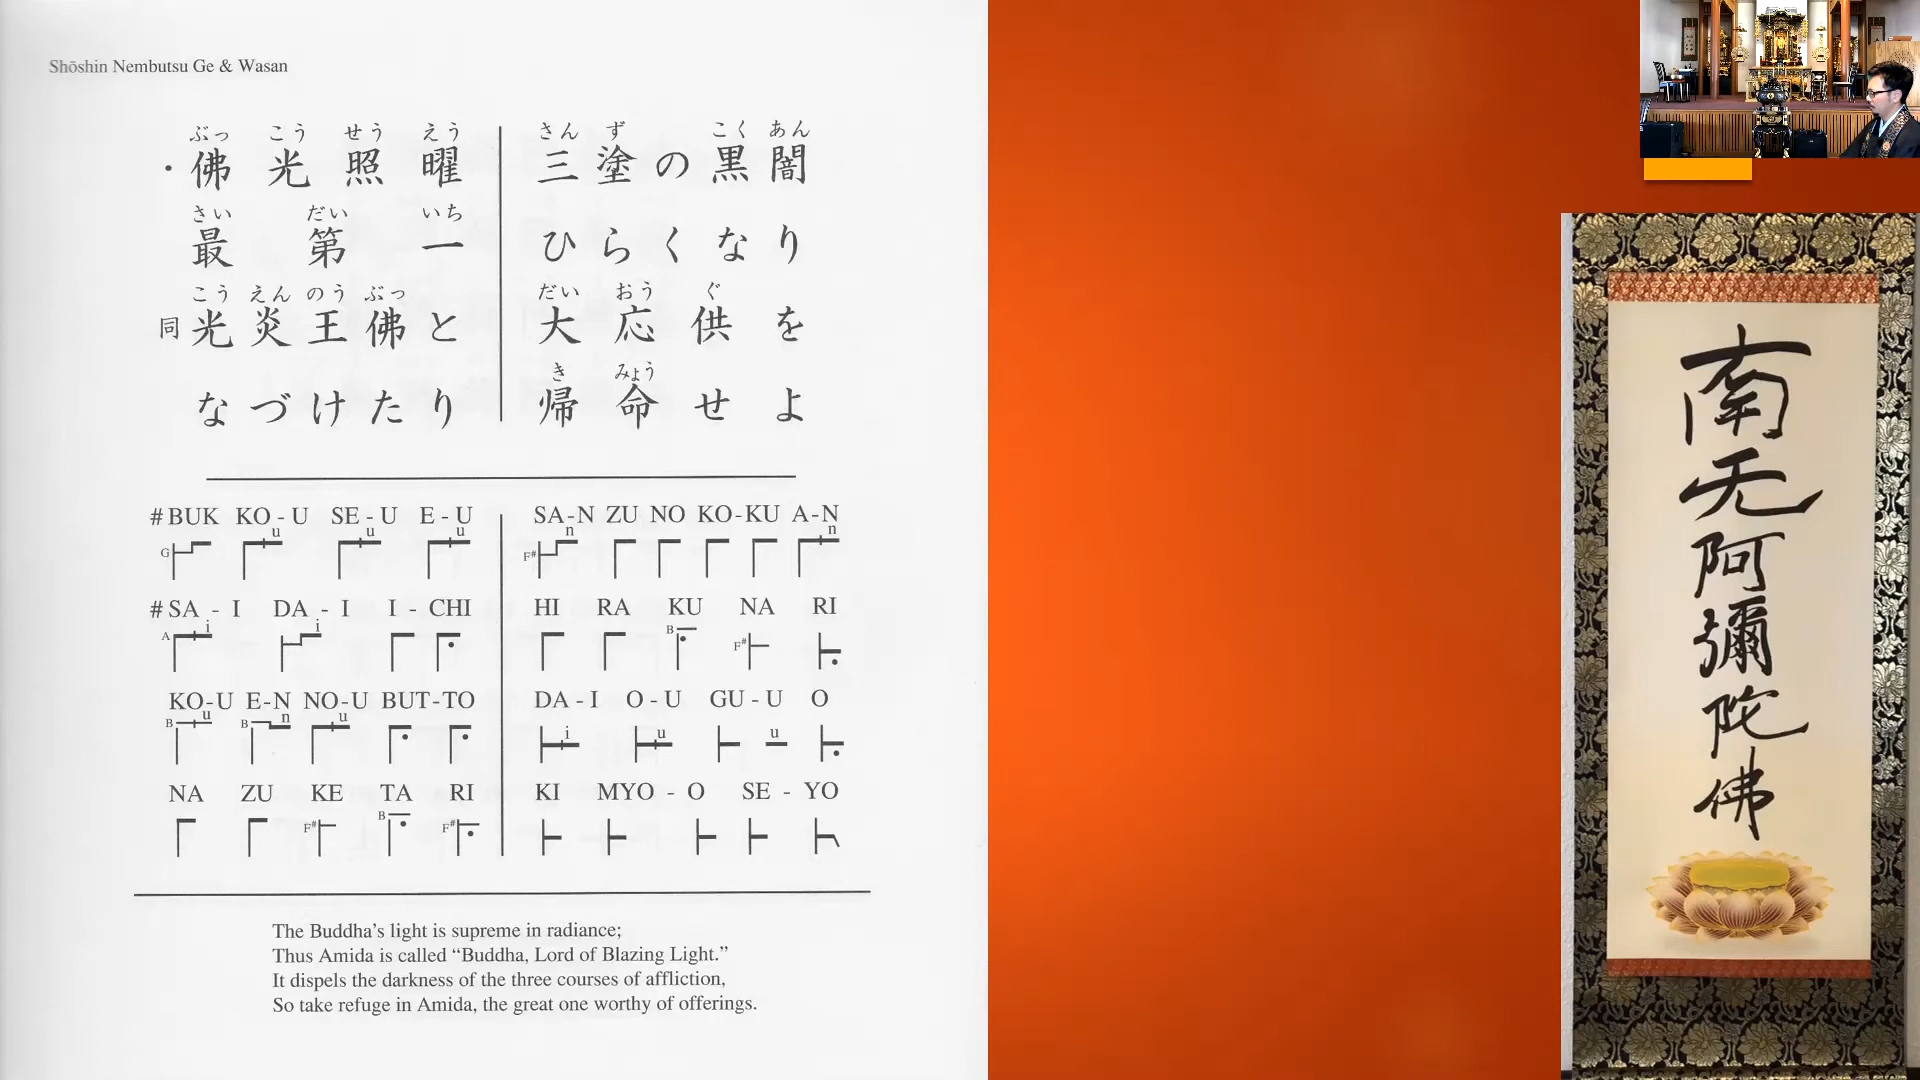 Shōshin Nembutsu Ge & Wasan
ぶっ こう せう えう
・佛光照曜
さい だい いち
最第一
こう えん のう ぶっ
同 光炎王佛と
なづけたり
さん ず こく あん
三塗の黒闇
ひらくなり
だい おう ぐ
大応供を
き みょう
帰命せよ
# BUK KO - U SE - U E - U
G u u u
# SA - I DA - I I - CHI
A i i
KO-U E-N NO-U BUT-TO
B u B n u
NA ZU KE TA RI
F# B F#
SA-N ZU NO KO-KU A-N
F# n n
HI RA KU NA RI
B F#
DA - I O - U GU - U O
i u u
KI MYO - O SE - YO
The Buddha’s light is supreme in radiance;
Thus Amida is called “Buddha, Lord of Blazing Light.”
It dispels the darkness of the three courses of affliction,
So take refuge in Amida, the great one worthy of offerings.
南无阿彌陀佛